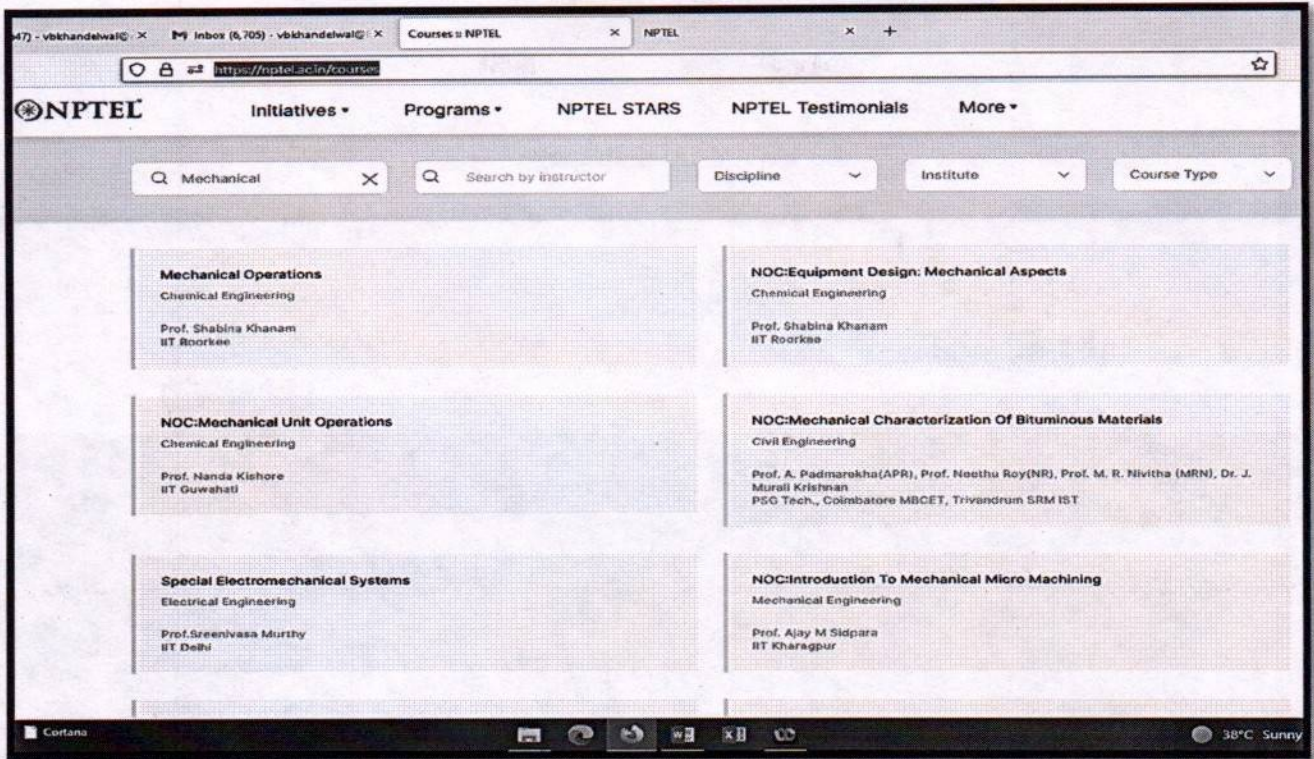 47) - vbkhandelwal@ × M Inbox (6,705) - vbkhandelwal@ × Courses :: NPTEL × NPTEL × +
https://nptel.ac.in/courses
NPTEL Initiatives Programs NPTEL STARS NPTEL Testimonials More
Mechanical × Search by instructor Discipline Institute Course Type
Mechanical Operations
Chemical Engineering
Prof. Shabina Khanam
IIT Roorkee
NOC:Equipment Design: Mechanical Aspects
Chemical Engineering
Prof. Shabina Khanam
IIT Roorkee
NOC:Mechanical Unit Operations
Chemical Engineering
Prof. Nanda Kishore
IIT Guwahati
NOC:Mechanical Characterization Of Bituminous Materials
Civil Engineering
Prof. A. Padmarekha(APR), Prof. Neethu Roy(NR), Prof. M. R. Nivitha (MRN), Dr. J.
Murali Krishnan
PSG Tech., Coimbatore MBCET, Trivandrum SRM IST
Special Electromechanical Systems
Electrical Engineering
Prof.Sreenivasa Murthy
IIT Delhi
NOC:Introduction To Mechanical Micro Machining
Mechanical Engineering
Prof. Ajay M Sidpara
IIT Kharagpur
Cortana 38°C Sunny